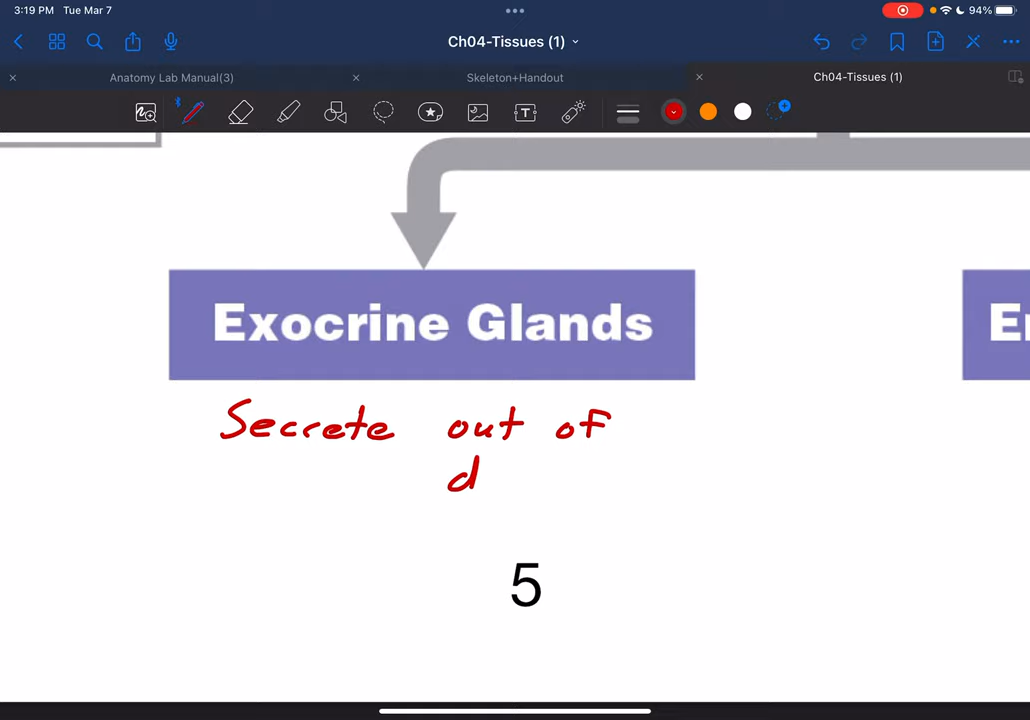 3:19 PM Tue Mar 7
94%
Ch04-Tissues (1)
Anatomy Lab Manual(3)
Skeleton+Handout
Ch04-Tissues (1)
T
Exocrine Glands
Secrete out of
d
5